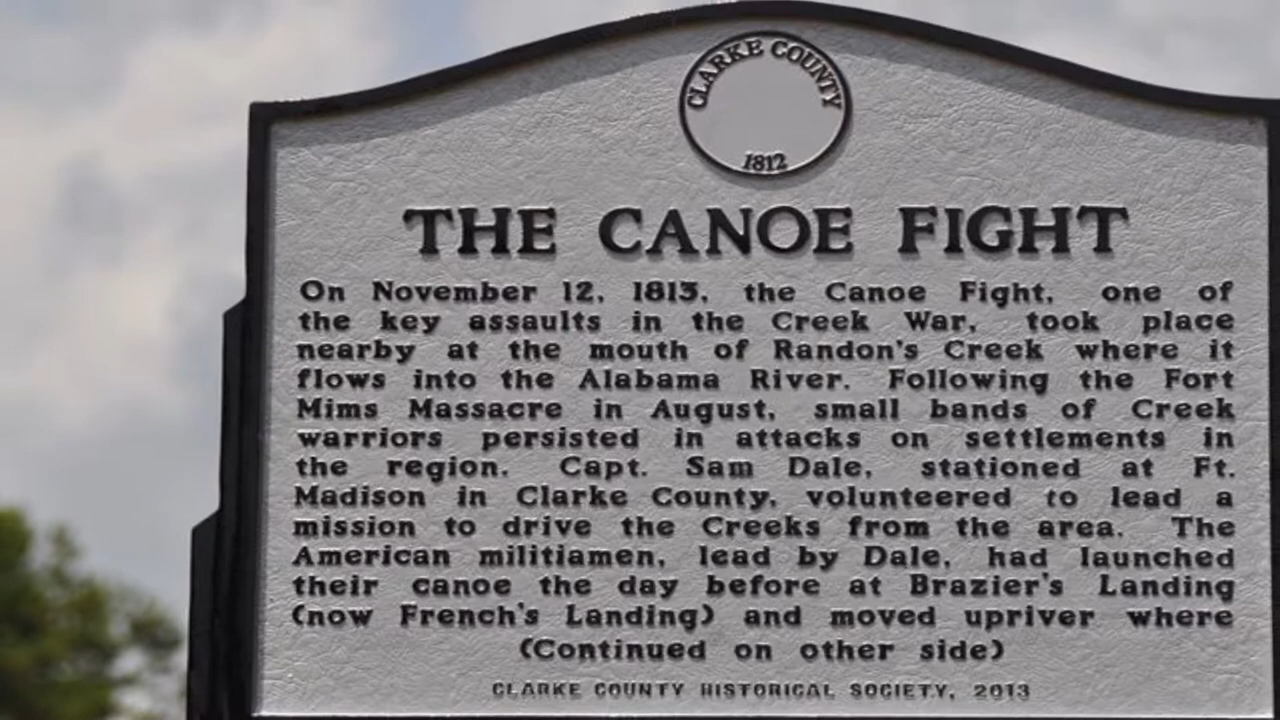 CLARKE COUNTY
1812
THE CANOE FIGHT
On November 12, 1813, the Canoe Fight, one of
the key assaults in the Creek War, took place
nearby at the mouth of Randon's Creek where it
flows into the Alabama River. Following the Fort
Mims Massacre in August, small bands of Creek
warriors persisted in attacks on settlements in
the region. Capt. Sam Dale, stationed at Ft.
Madison in Clarke County, volunteered to lead a
mission to drive the Creeks from the area. The
American militiamen, lead by Dale, had launched
their canoe the day before at Brazier's Landing
(now French's Landing) and moved upriver where
(Continued on other side)
CLARKE COUNTY HISTORICAL SOCIETY, 2013